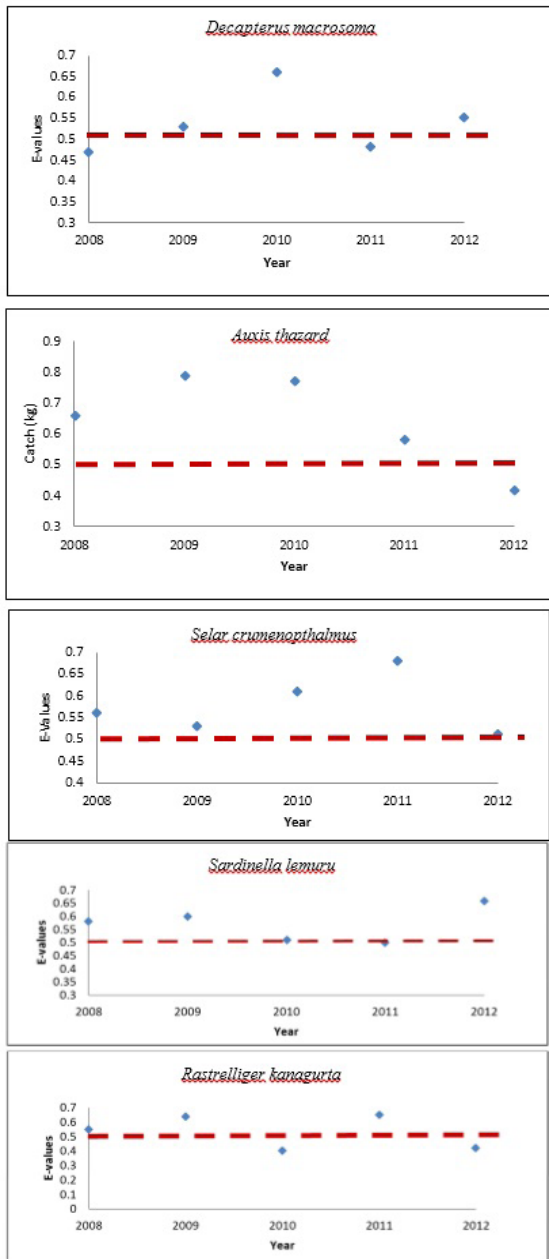 Decapterus macrosoma
0.7
0.65
0.6
0.55
0.5
0.45
0.4
0.35
0.3
E-values
2008 2009 2010 2011 2012
Year
Auxis thazard
0.9
0.8
0.7
0.6
0.5
0.4
0.3
Catch (kg)
2008 2009 2010 2011 2012
Year
Selar crumenopthalmus
0.7
0.65
0.6
0.55
0.5
0.45
0.4
E-Values
2008 2009 2010 2011 2012
Year
Sardinella lemuru
0.7
0.65
0.6
0.55
0.5
0.45
0.4
0.35
0.3
E-values
2008 2009 2010 2011 2012
Year
Rastrelliger kanagurta
0.7
0.6
0.5
0.4
0.3
0.2
0.1
0
E-values
2008 2009 2010 2011 2012
Year